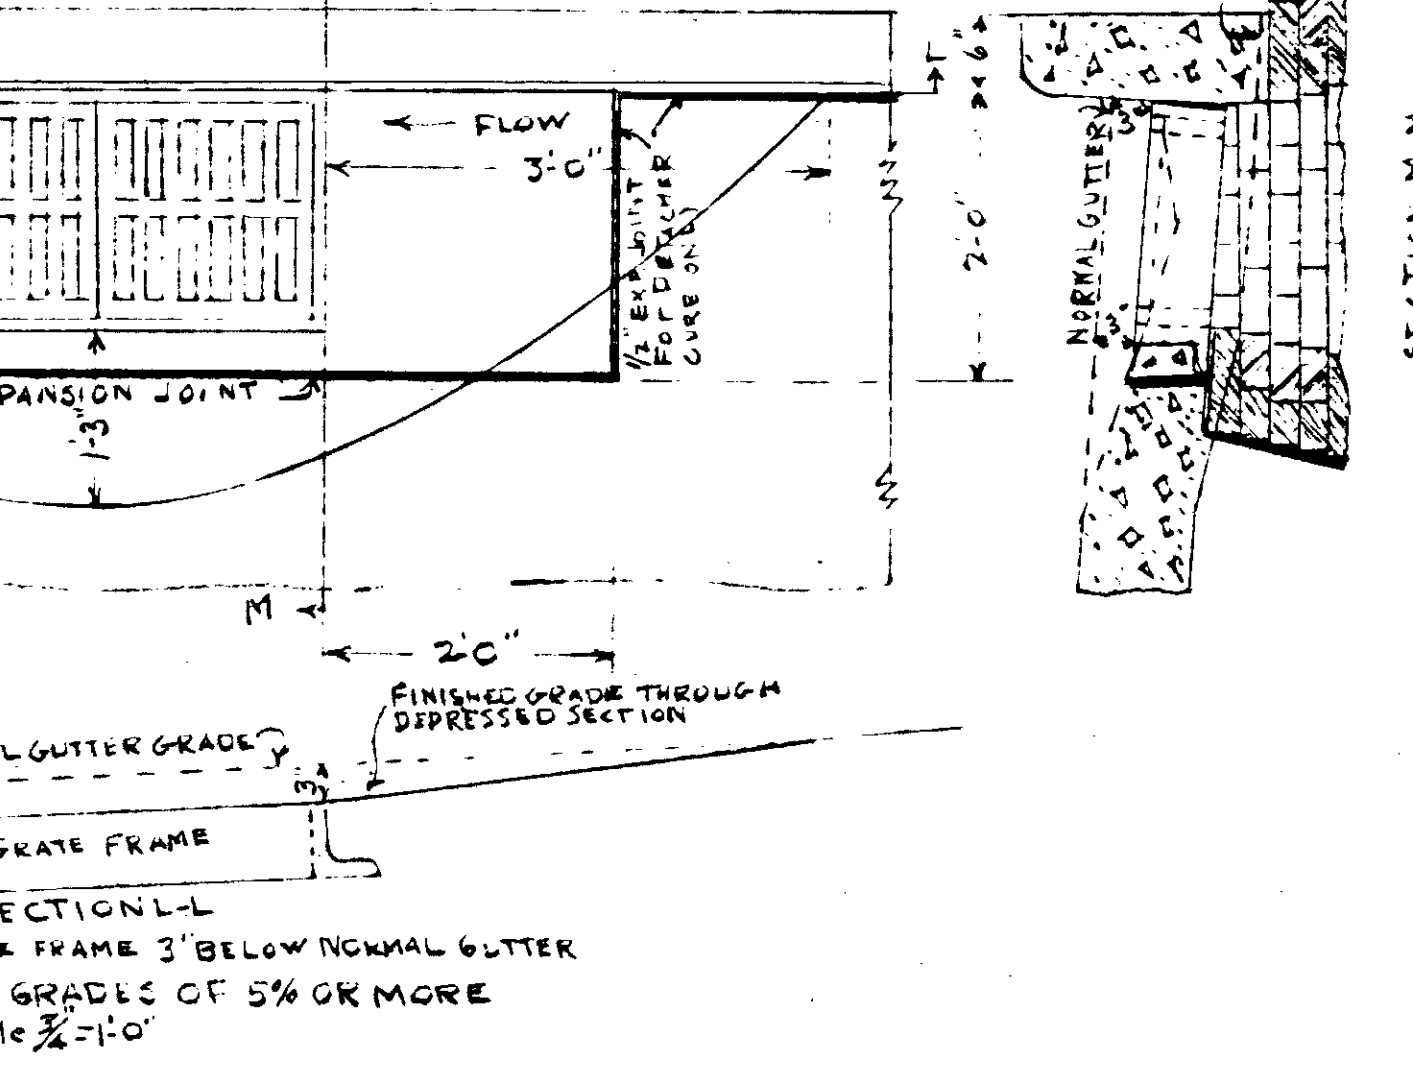 FLOW
3'-0"
1/2" EXP. JOINT
FOR DETACHED
CURB ONLY
L
6"
2'-0"
NORMAL GUTTER
3"
3"
PANSION JOINT
1'-3"
M
2'0"
FINISHED GRADE THROUGH
DEPRESSED SECTION
L GUTTER GRADE
3"
GRATE FRAME
ECTION L-L
E FRAME 3" BELOW NORMAL GUTTER
GRADES OF 5% OR MORE
le 3/4"=1'-0"